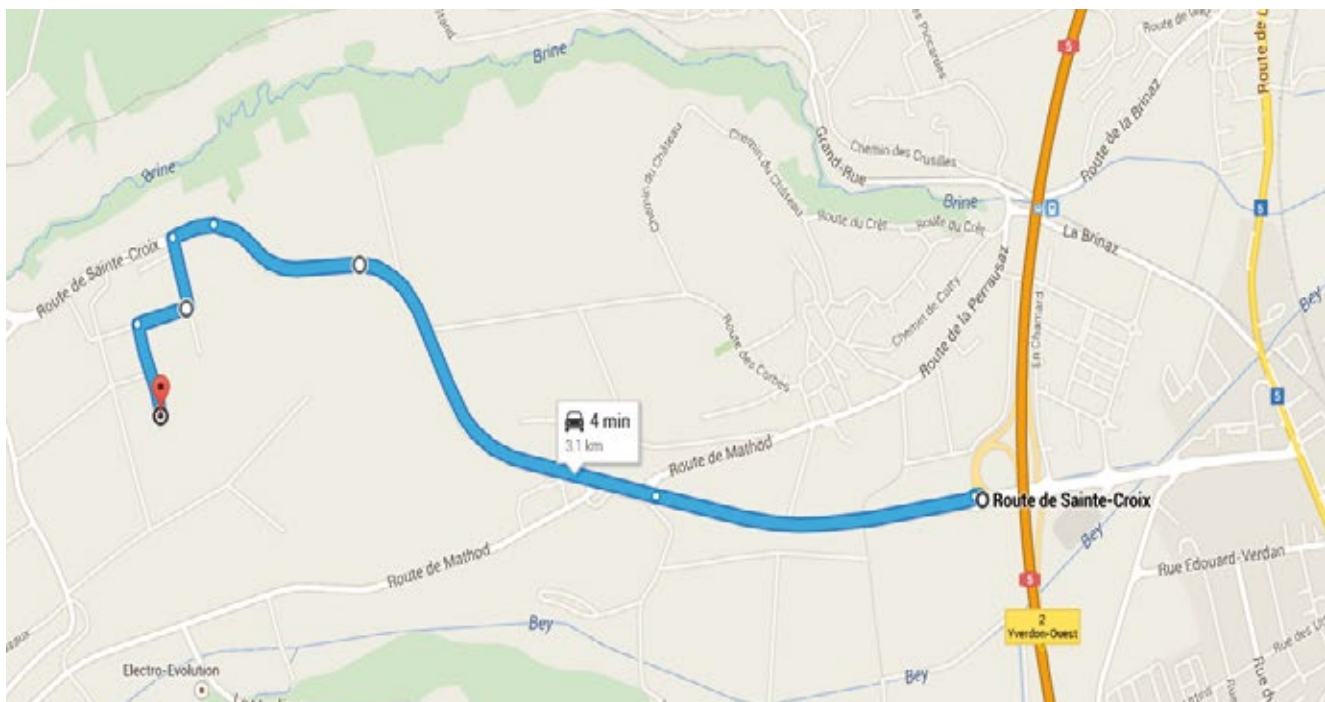 Route de
Brine
Brine
5
Route de la Brinaz
Grand-Rue
Chemin des Crusilles
Brine
La Brinaz
5
Bey
Chemin du Château
Chemin du Château
Route du Crêt
Route du Crêt
Route de Sainte-Croix
Route de la Perrausaz
En Chamard
Route des Corbes
5
4 min
3.1 km
Route de Mathod
Route de Sainte-Croix
Bey
Rue Edouard-Verdan
Route de Mathod
5
2
Yverdon-Ouest
Bey
Bey
Electro-Evolution